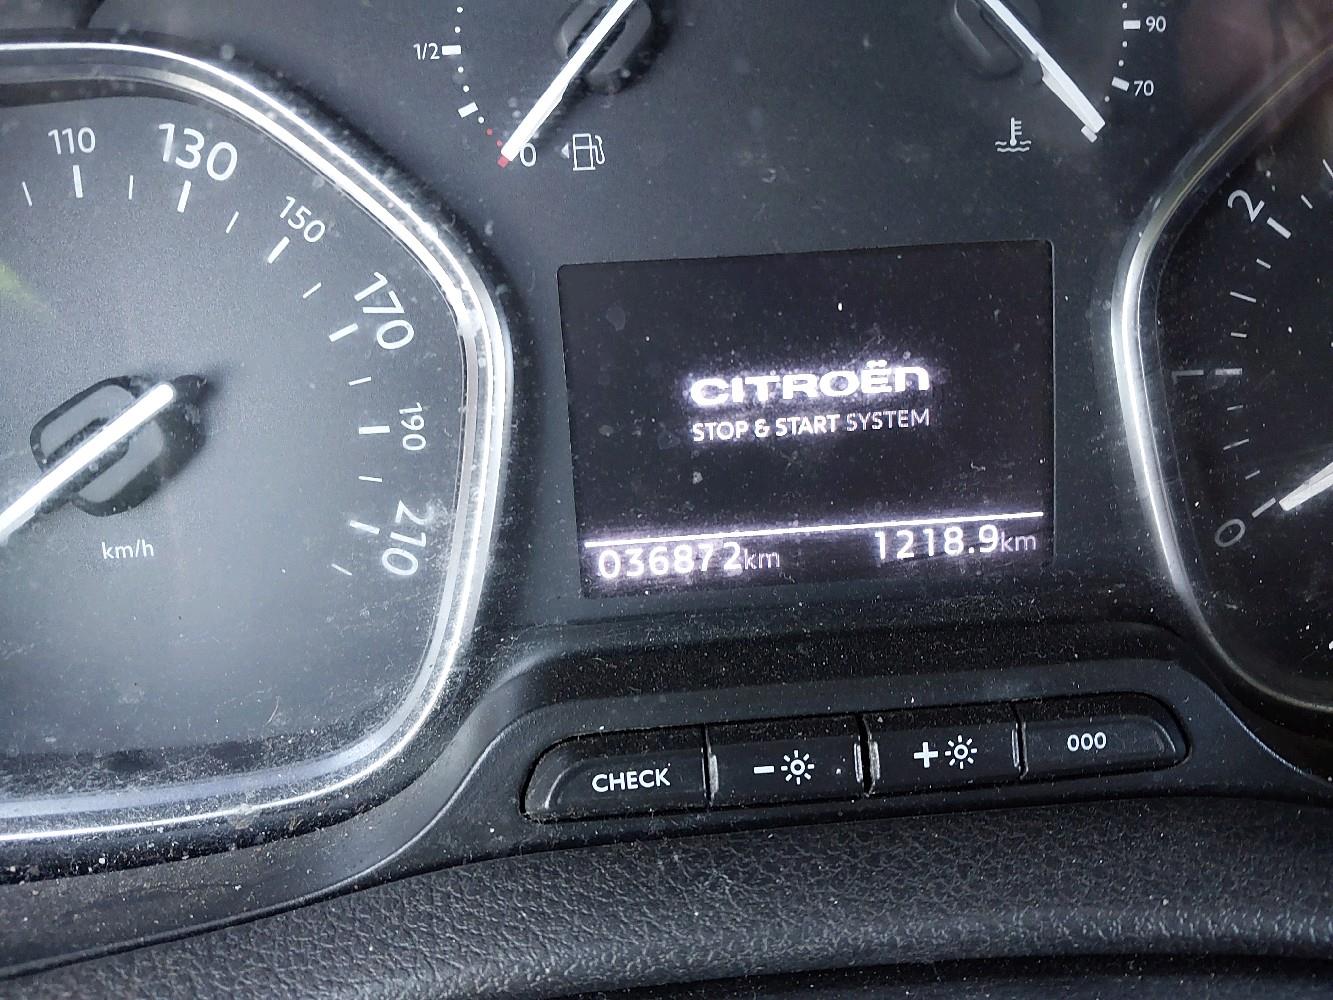 1/2
0
90
70
110
130
150
170
190
210
km/h
CITROËN
STOP & START SYSTEM
036872km
1218.9km
2
1
0
CHECK
- +
000